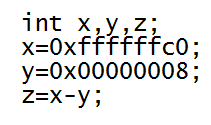 int x,y,z;
x=0xffffffc0;
y=0x00000008;
z=x-y;